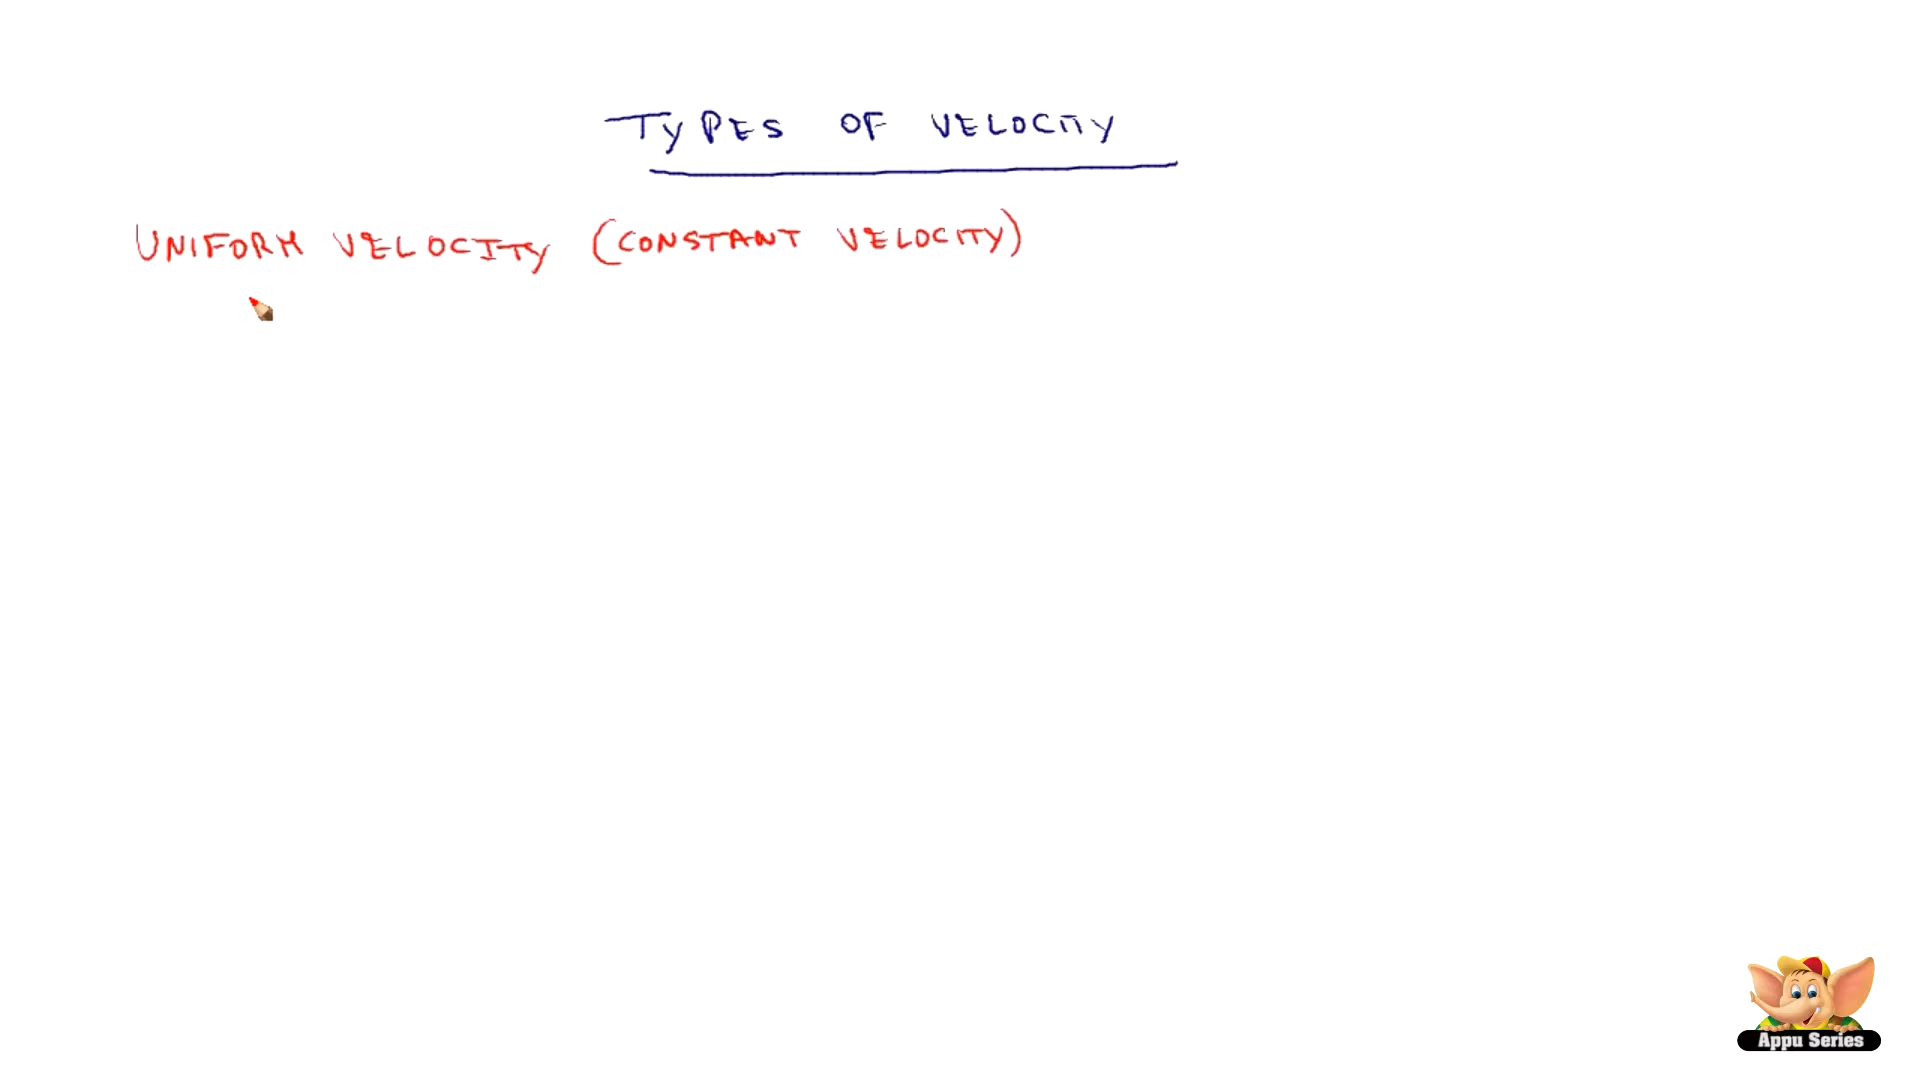 TYPES OF VELOCITY
UNIFORM VELOCITY (CONSTANT VELOCITY)
Appu Series